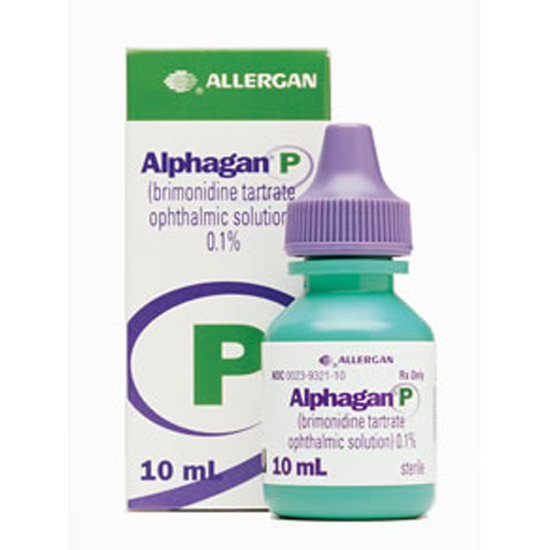 ALLERGAN
Alphagan® P
(brimonidine tartrate
ophthalmic solution
0.1%
P
10 mL
ALLERGAN
NDC 0023-9321-10 Rx Only
Alphagan® P
(brimonidine tartrate
ophthalmic solution) 0.1%
10 mL sterile